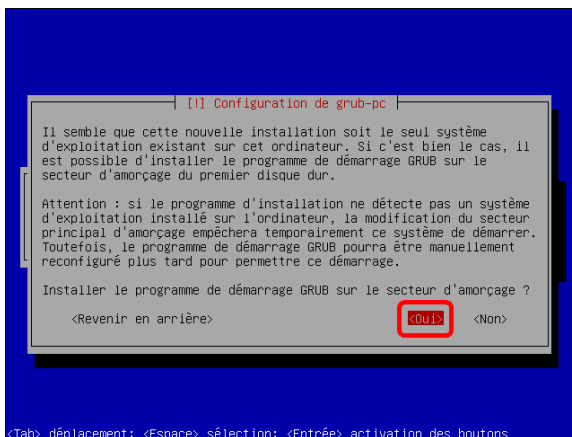 [!] Configuration de grub-pc
Il semble que cette nouvelle installation soit le seul système
d'exploitation existant sur cet ordinateur. Si c'est bien le cas, il
est possible d'installer le programme de démarrage GRUB sur le
secteur d'amorçage du premier disque dur.
Attention : si le programme d'installation ne détecte pas un système
d'exploitation installé sur l'ordinateur, la modification du secteur
principal d'amorçage empêchera temporairement ce système de démarrer.
Toutefois, le programme de démarrage GRUB pourra être manuellement
reconfiguré plus tard pour permettre ce démarrage.
Installer le programme de démarrage GRUB sur le secteur d'amorçage ?
<Revenir en arrière> <Oui> <Non>
<Tab> déplacement; <Espace> sélection; <Entrée> activation des boutons